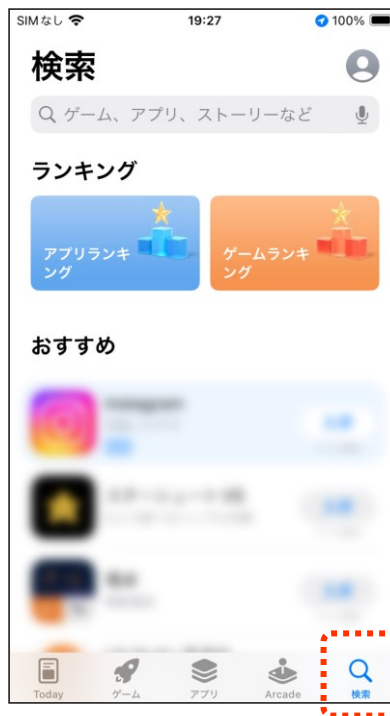 SIMなし 19:27 100%
検索
ゲーム、アプリ、ストーリーなど
ランキング
アプリランキ
ング
ゲームランキ
ング
おすすめ
Today ゲーム アプリ Arcade 検索